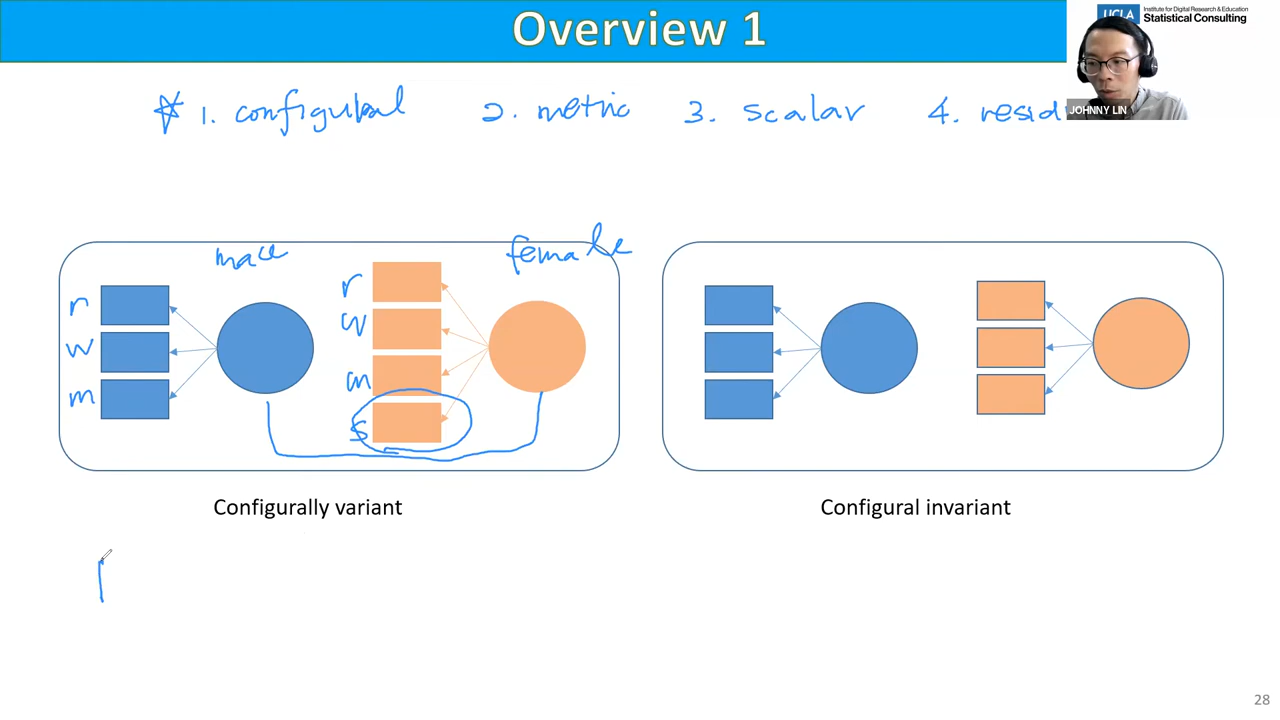 Overview 1
UCLA Institute for Digital Research & Education
Statistical Consulting
JOHNNY LIN
1. configural 2. metric 3. scalar 4. resid
male female
r
w
m
r
w
m
s
Configurally variant
Configural invariant
28